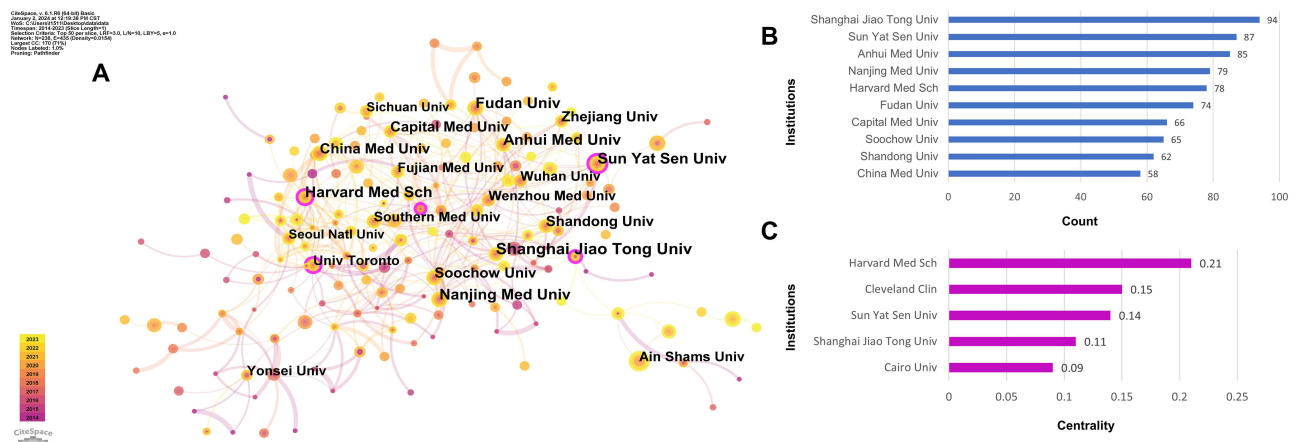 CiteSpace, v. 6.1.R6 (64-bit) Basic
January 2, 2024 at 12:19:38 PM CST
WoS: C:\Users\t1511\Desktop\data\data
Timespan: 2014-2023 (Slice Length=1)
Selection Criteria: Top 50 per slice, LRF=3.0, L/N=10, LBY=5, e=1.0
Network: N=238, E=435 (Density=0.0154)
Largest CC: 170 (71%)
Nodes Labeled: 1.0%
Pruning: Pathfinder
A
Sichuan Univ
Fudan Univ
Capital Med Univ
Zhejiang Univ
China Med Univ
Anhui Med Univ
Fujian Med Univ
Sun Yat Sen Univ
Wuhan Univ
Harvard Med Sch
Wenzhou Med Univ
Southern Med Univ
Shandong Univ
Seoul Natl Univ
Shanghai Jiao Tong Univ
Univ Toronto
Soochow Univ
Nanjing Med Univ
Ain Shams Univ
Yonsei Univ
2023
2022
2021
2020
2019
2018
2017
2016
2015
2014
CiteSpace
B
Institutions
Shanghai Jiao Tong Univ 94
Sun Yat Sen Univ 87
Anhui Med Univ 85
Nanjing Med Univ 79
Harvard Med Sch 78
Fudan Univ 74
Capital Med Univ 66
Soochow Univ 65
Shandong Univ 62
China Med Univ 58
0 20 40 60 80 100
Count
C
Institutions
Harvard Med Sch 0.21
Cleveland Clin 0.15
Sun Yat Sen Univ 0.14
Shanghai Jiao Tong Univ 0.11
Cairo Univ 0.09
0 0.05 0.1 0.15 0.2 0.25
Centrality